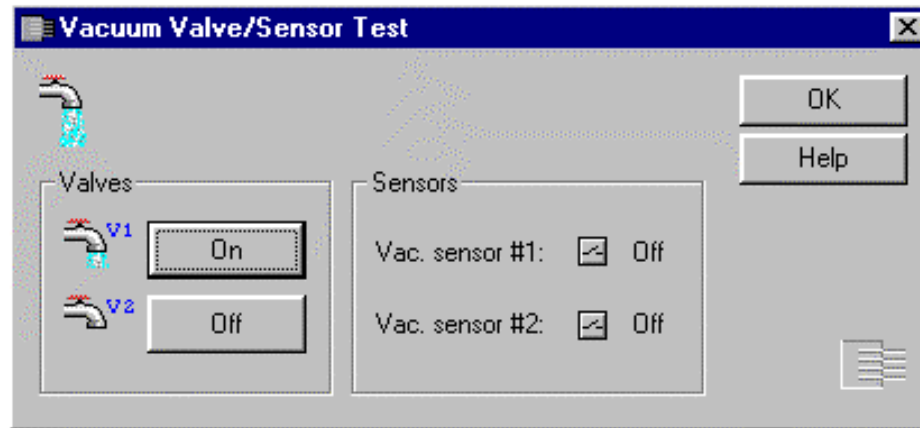 Vacuum Valve/Sensor Test
OK
Help
Valves
V1
On
V2
Off
Sensors
Vac. sensor #1: Off
Vac. sensor #2: Off